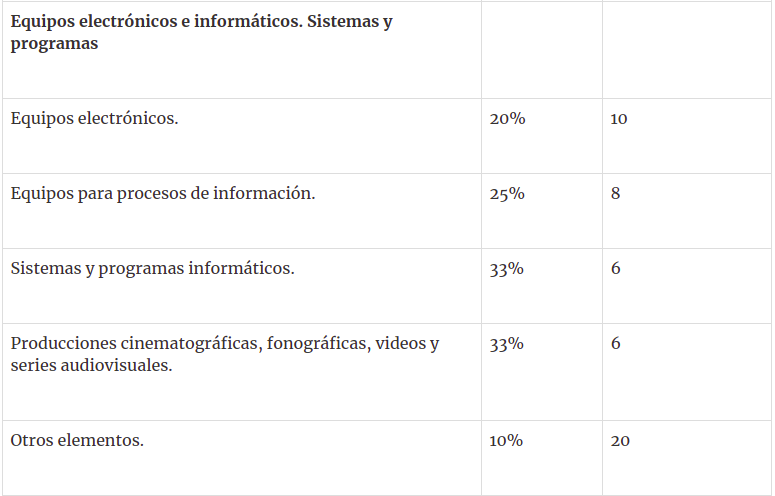 Equipos electrónicos e informáticos. Sistemas y
programas
Equipos electrónicos. 20% 10
Equipos para procesos de información. 25% 8
Sistemas y programas informáticos. 33% 6
Producciones cinematográficas, fonográficas, videos y 33% 6
series audiovisuales.
Otros elementos. 10% 20